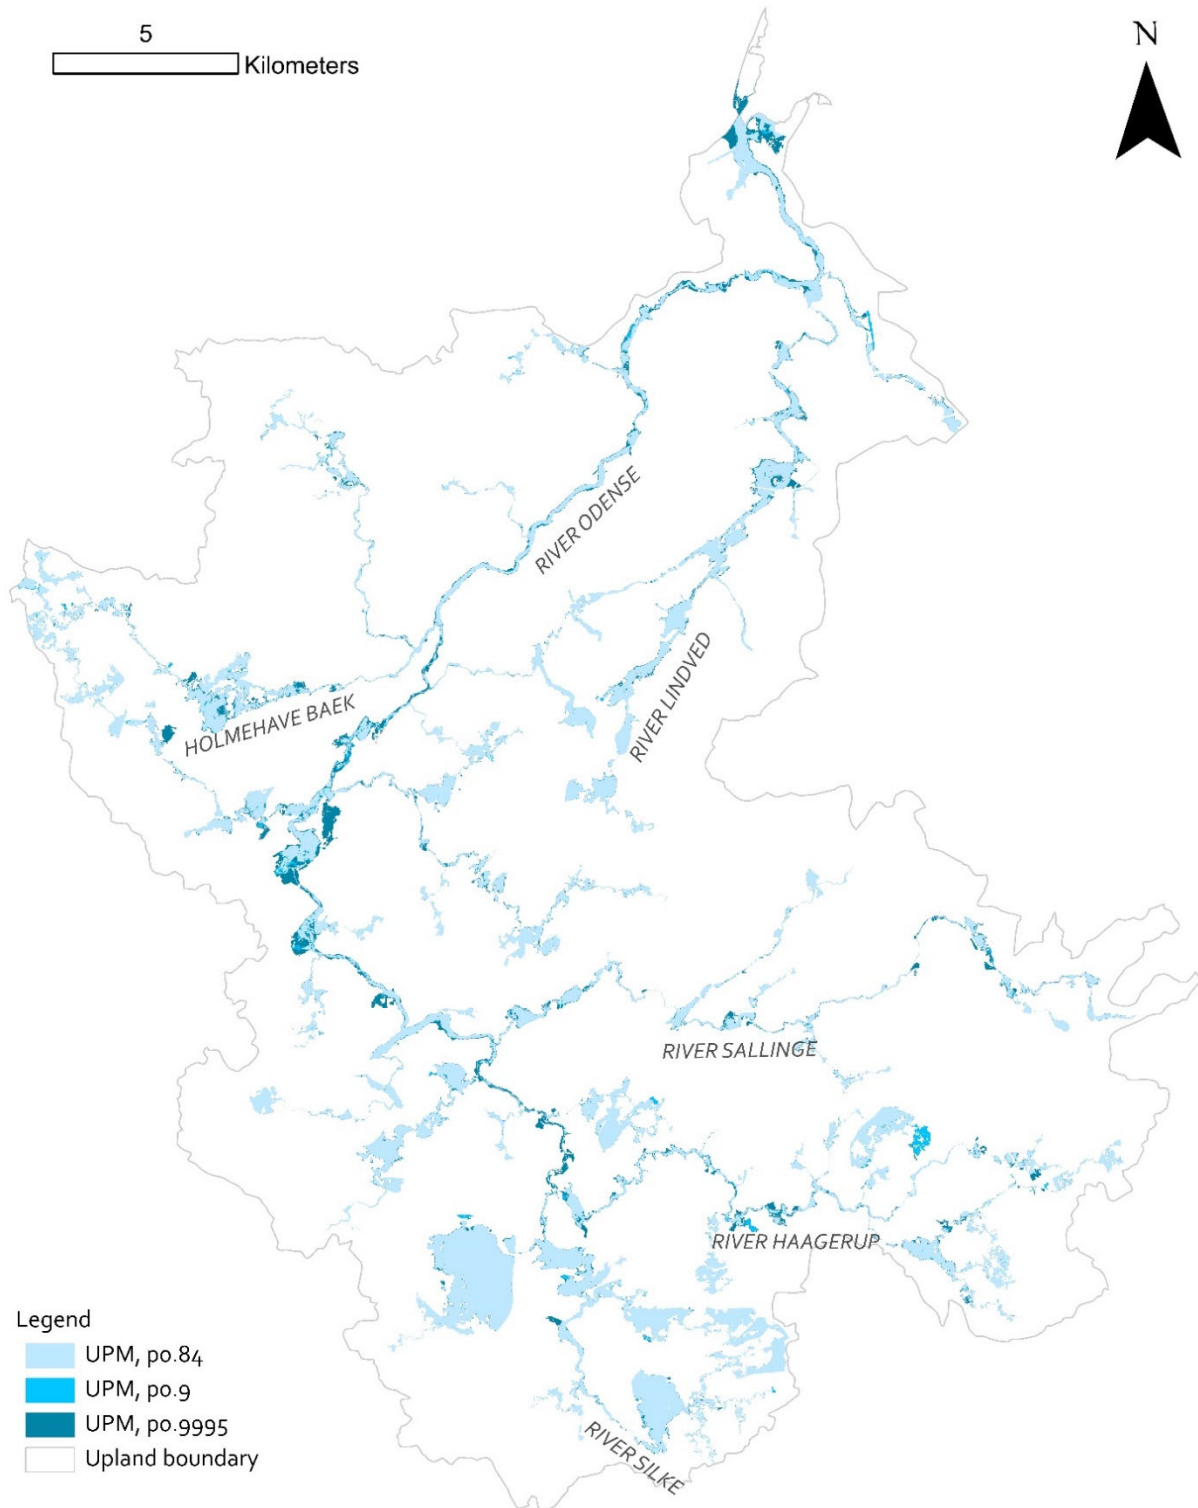 5
Kilometers
N
RIVER ODENSE
RIVER LINDVED
HOLMEHAVE BAEK
RIVER SALLINGE
RIVER HAAGERUP
RIVER SILKE
Legend
UPM, p0.84
UPM, p0.9
UPM, p0.9995
Upland boundary